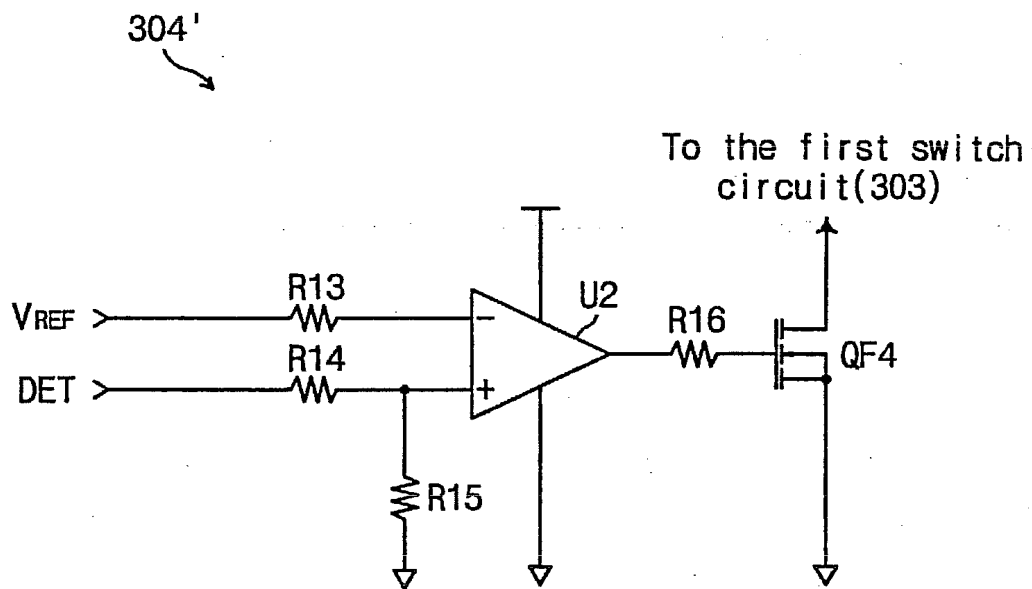 304'
To the first switch
circuit(303)
VREF
R13
-
U2
R16
QF4
DET
R14
+
R15